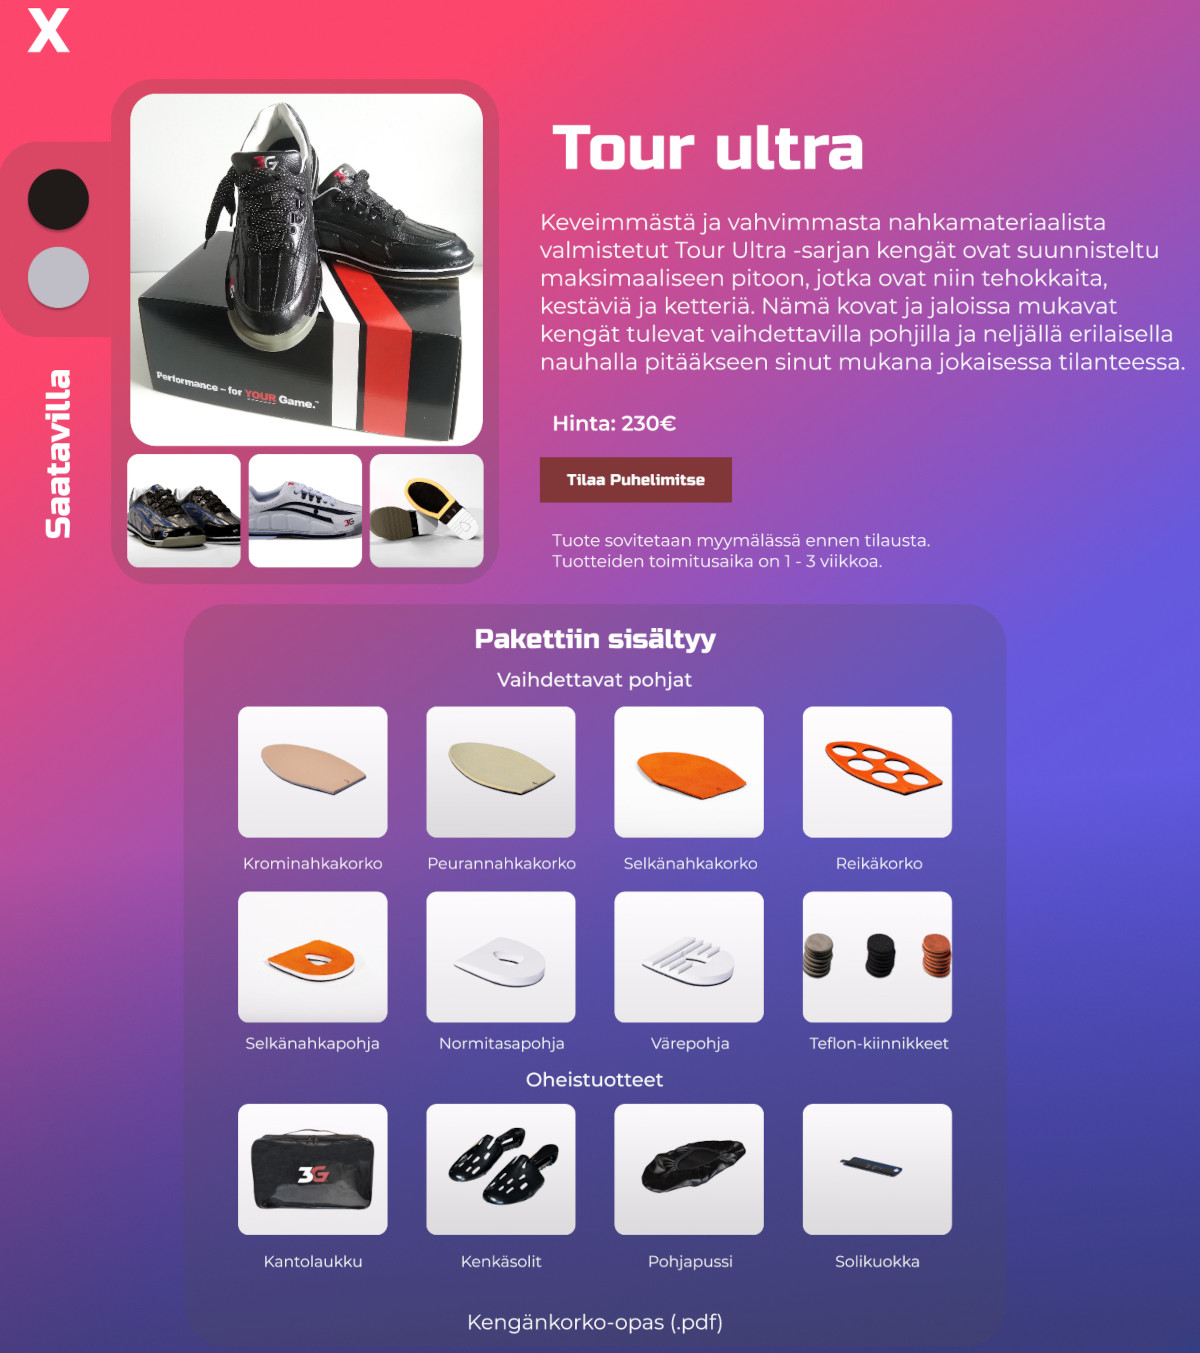 X
Tour ultra
Keveimmästä ja vahvimmasta nahkamateriaalista
valmistetut Tour Ultra -sarjan kengät ovat suunnisteltu
maksimaaliseen pitoon, jotka ovat niin tehokkaita,
kestäviä ja ketteriä. Nämä kovat ja jaloissa mukavat
kengät tulevat vaihdettavilla pohjilla ja neljällä erilaisella
nauhalla pitääkseen sinut mukana jokaisessa tilanteessa.
Hinta: 230€
Tilaa Puhelimitse
Tuote sovitetaan myymälässä ennen tilausta.
Tuotteiden toimitusaika on 1 - 3 viikkoa.
Saatavilla
3G
Performance – for YOUR Game.™
3G
Pakettiin sisältyy
Vaihdettavat pohjat
Krominahkakorko
Peurannahkakorko
Selkänahkakorko
Reikäkorko
Selkänahkapohja
Normitasapohja
Värepohja
Teflon-kiinnikkeet
Oheistuotteet
3G
Kantolaukku
Kenkäsolit
Pohjapussi
Solikuokka
Kengänkorko-opas (.pdf)